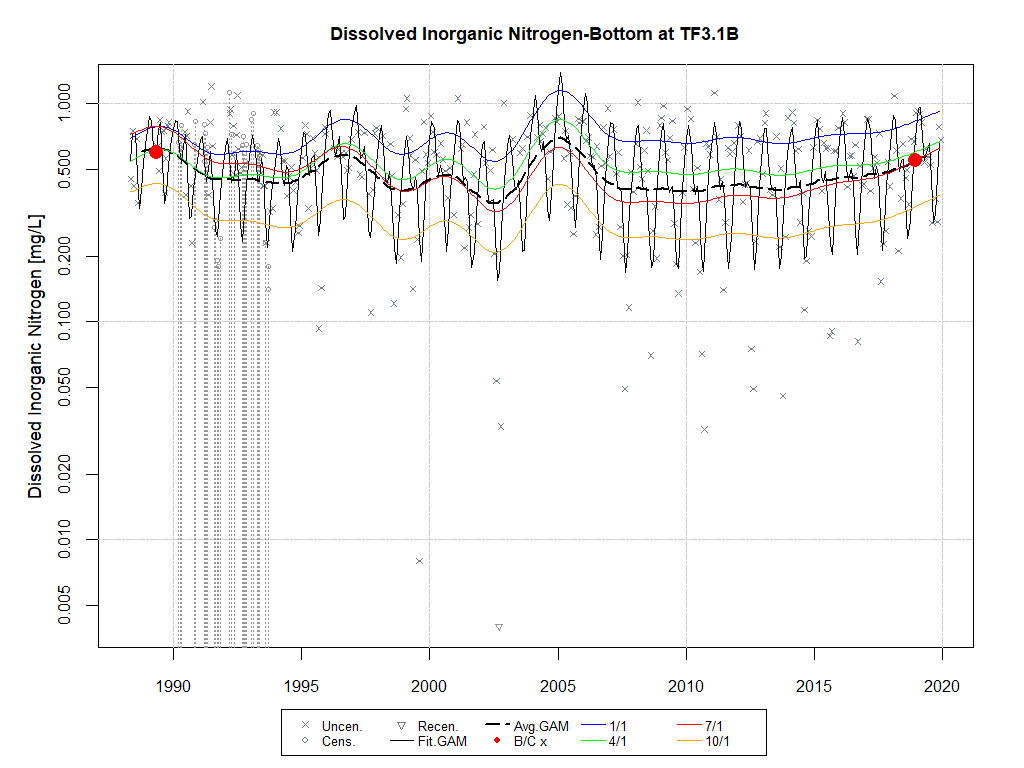 Dissolved Inorganic Nitrogen-Bottom at TF3.1B
Dissolved Inorganic Nitrogen [mg/L]
1.000
0.500
0.200
0.100
0.050
0.020
0.010
0.005
1990 1995 2000 2005 2010 2015 2020
Uncen. Recen. Avg.GAM 1/1 7/1
Cens. Fit.GAM B/C x 4/1 10/1